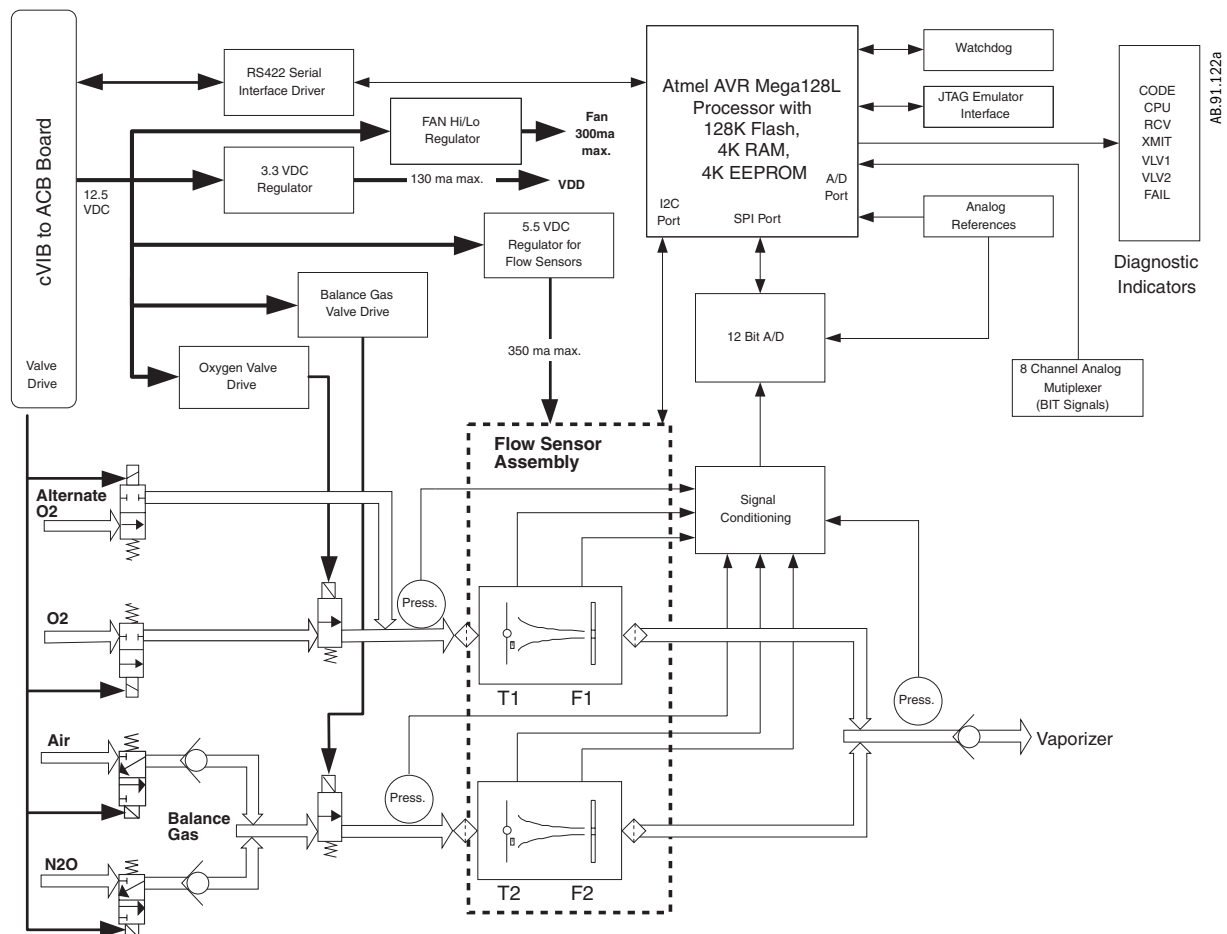 cVIB to ACB Board
Valve
Drive
12.5
VDC
RS422 Serial
Interface Driver
FAN Hi/Lo
Regulator
Fan
300ma
max.
3.3 VDC
Regulator
130 ma max.
VDD
5.5 VDC
Regulator for
Flow Sensors
350 ma max.
Balance Gas
Valve Drive
Oxygen Valve
Drive
Atmel AVR Mega128L
Processor with
128K Flash,
4K RAM,
4K EEPROM
A/D
Port
I2C
Port
SPI Port
Watchdog
JTAG Emulator
Interface
Analog
References
CODE
CPU
RCV
XMIT
VLV1
VLV2
FAIL
Diagnostic
Indicators
AB.91.122a
12 Bit A/D
8 Channel Analog
Mutiplexer
(BIT Signals)
Flow Sensor
Assembly
Signal
Conditioning
Alternate
O2
O2
Air
N2O
Balance
Gas
Press.
T1 F1
Press.
T2 F2
Press.
Vaporizer